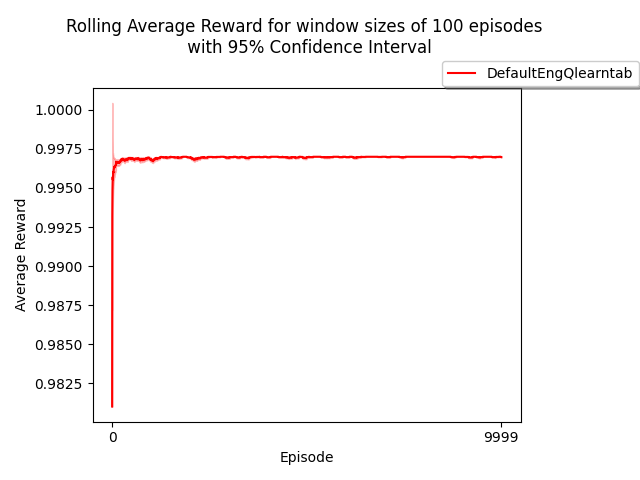 Rolling Average Reward for window sizes of 100 episodes
with 95% Confidence Interval
DefaultEngQlearntab
1.0000
0.9975
0.9950
0.9925
0.9900
0.9875
0.9850
0.9825
Average Reward
0
9999
Episode